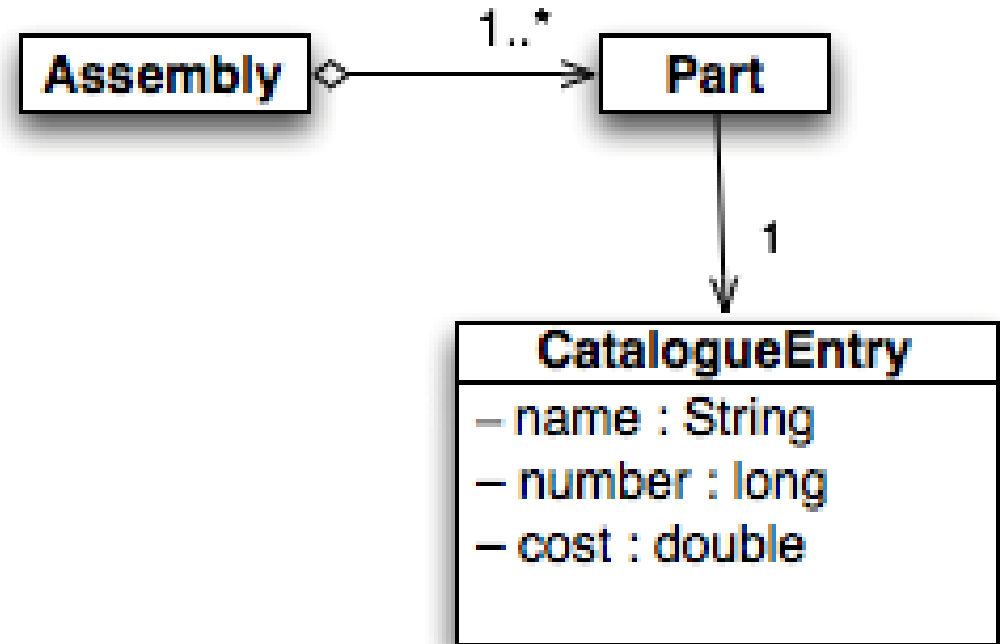 1..*
Assembly
Part
1
CatalogueEntry
– name : String
– number : long
– cost : double